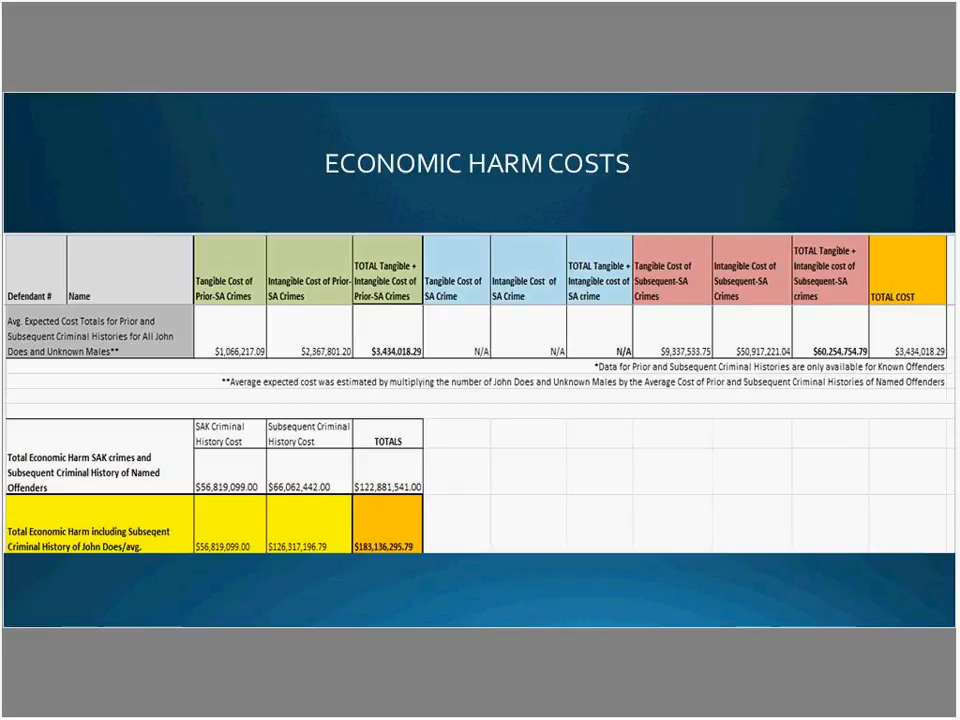 ECONOMIC HARM COSTS
Defendant #
Name
Tangible Cost of
Prior-SA Crimes
Intangible Cost of Prior-
SA Crimes
TOTAL Tangible +
Intangible Cost of
Prior-SA Crimes
Tangible Cost of
SA Crime
Intangible Cost of
SA Crime
TOTAL Tangible +
Intangible cost of
SA crime
Tangible Cost of
Subsequent-SA
Crimes
Intangible Cost of
Subsequent-SA
Crimes
TOTAL Tangible +
Intangible cost of
Subsequent-SA
crimes
TOTAL COST
Avg. Expected Cost Totals for Prior and
Subsequent Criminal Histories for All John
Does and Unknown Males**
$1,066,217.09
$2,367,801.20
$3,434,018.29
N/A
N/A
N/A
$9,337,533.75
$50,917,221.04
$60,254,754.79
$3,434,018.29
*Data for Prior and Subsequent Criminal Histories are only available for Known Offenders
**Average expected cost was estimated by multiplying the number of John Does and Unknown Males by the Average Cost of Prior and Subsequent Criminal Histories of Named Offenders
SAK Criminal
History Cost
Subsequent Criminal
History Cost
TOTALS
Total Economic Harm SAK crimes and
Subsequent Criminal History of Named
Offenders
$56,819,099.00
$66,062,442.00
$122,881,541.00
Total Economic Harm including Subseqent
Criminal History of John Does/avg.
$56,819,099.00
$126,317,196.79
$183,136,295.79